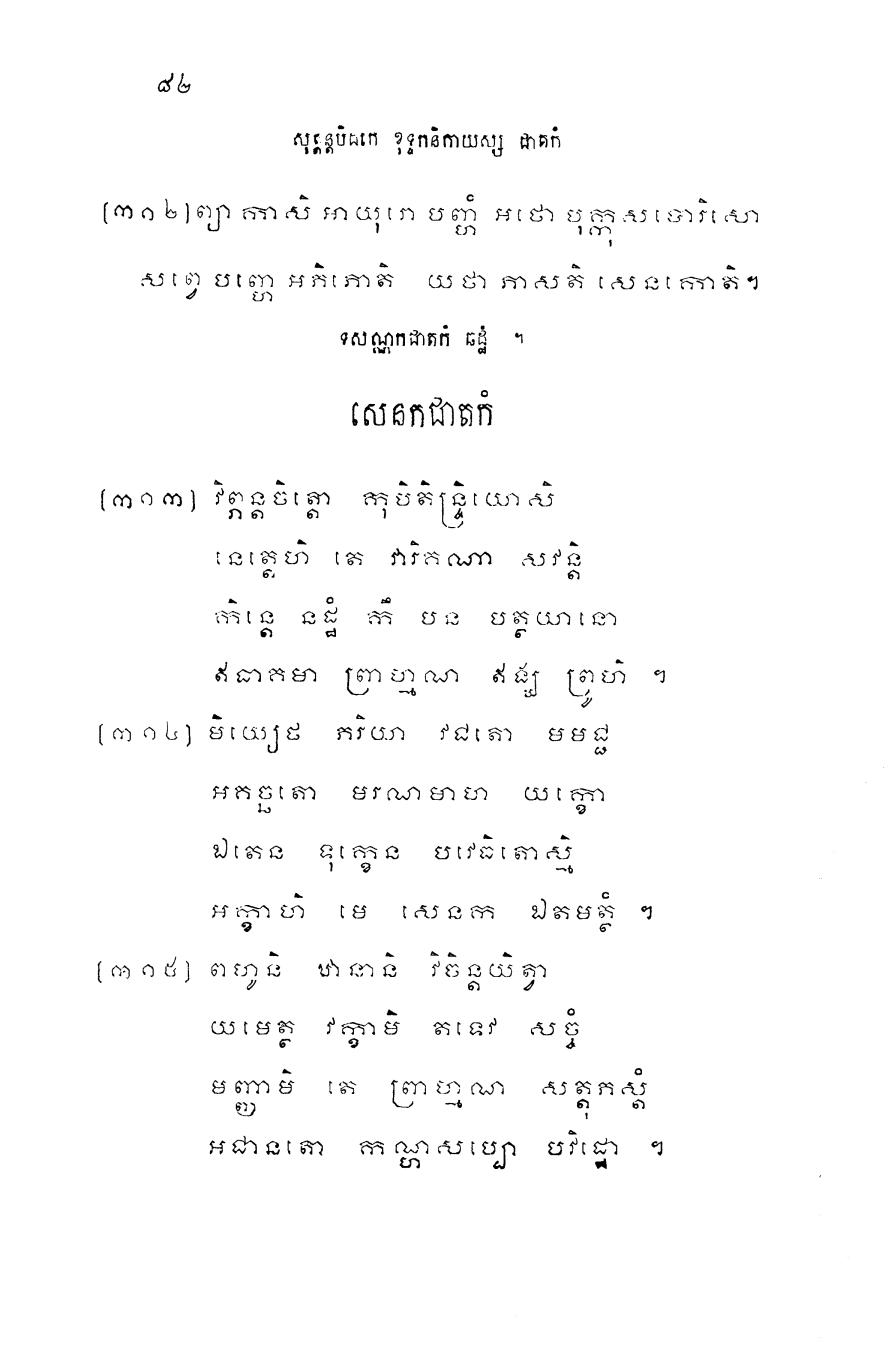 ៨៤
សុត្តន្តបិដកេ ខុទ្ទកនិកាយស្ស ជាតកំ
(៣១២) ព្យាកាសិ អាយុរោ បញ្ហំ អថោ បុក្កុសបោរិសោ
សព្វេ បញ្ហេ អភិភោតិ យថា ភាសតិ សេនកោតិ។
ទសណ្ណកជាតកំ ឆដ្ឋំ ។
សេនកជាតកំ
(៣១៣) វិព្ភន្តចិត្តោ កុបិតិន្ទ្រិយោសិ
នេត្តេហិ តេ វារិគណា សវន្តិ
កិន្តេ នដ្ឋំ កឹ បន បត្ថយានោ
ឥធាគមា ព្រាហ្មណ ឥង្ឃ ព្រូហិ ។
(៣១៤) មិយ្យេថ ភរិយា វជតោ មមជ្ជ
អគច្ឆតោ មរណមាហ យក្ខោ
ឯតេន ទុក្ខេន បវេធិតោស្មិ
អក្ខាហិ មេ សេនក ឯតមត្ថំ ។
(៣១៥) ពហូនិ ឋានានិ វិចិន្តយិត្វា
យមេត្ថ វក្ខាមិ តទេវ សច្ចំ
មញ្ញាមិ តេ ព្រាហ្មណ សត្តុភស្តំ
អជានតោ កណ្ហសប្បោ បវិដ្ឋោ ។